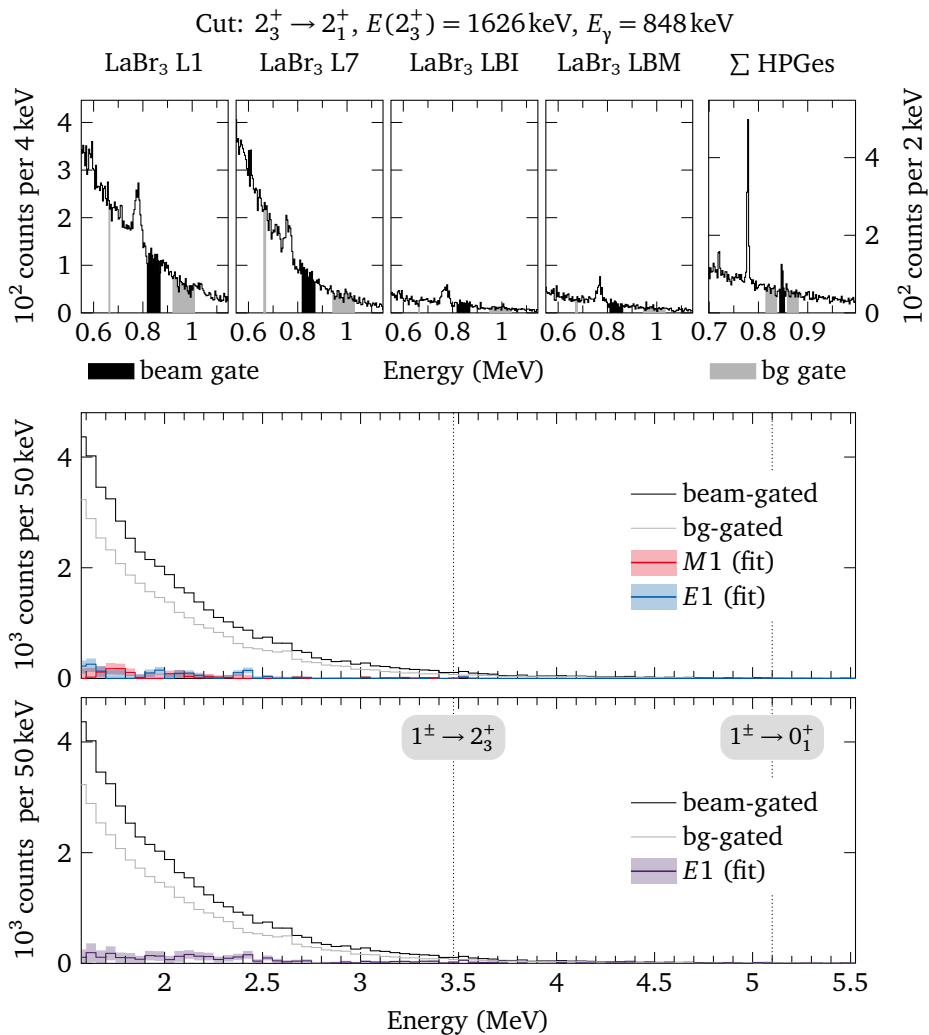 Cut: 2₃⁺ → 2₁⁺, E(2₃⁺) = 1626 keV, Eᵧ = 848 keV
LaBr₃ L1 LaBr₃ L7 LaBr₃ LBI LaBr₃ LBM ∑ HPGes
10² counts per 4 keV
4
3
2
1
0
0.6 0.8 1 0.6 0.8 1 0.6 0.8 1 0.6 0.8 1 0.7 0.8 0.9
4
2
0
10² counts per 2 keV
beam gate Energy (MeV) bg gate
10³ counts per 50 keV
4
2
0
beam-gated
bg-gated
M1 (fit)
E1 (fit)
10³ counts per 50 keV
4
2
0
1± → 2₃⁺ 1± → 0₁⁺
beam-gated
bg-gated
E1 (fit)
2 2.5 3 3.5 4 4.5 5 5.5
Energy (MeV)